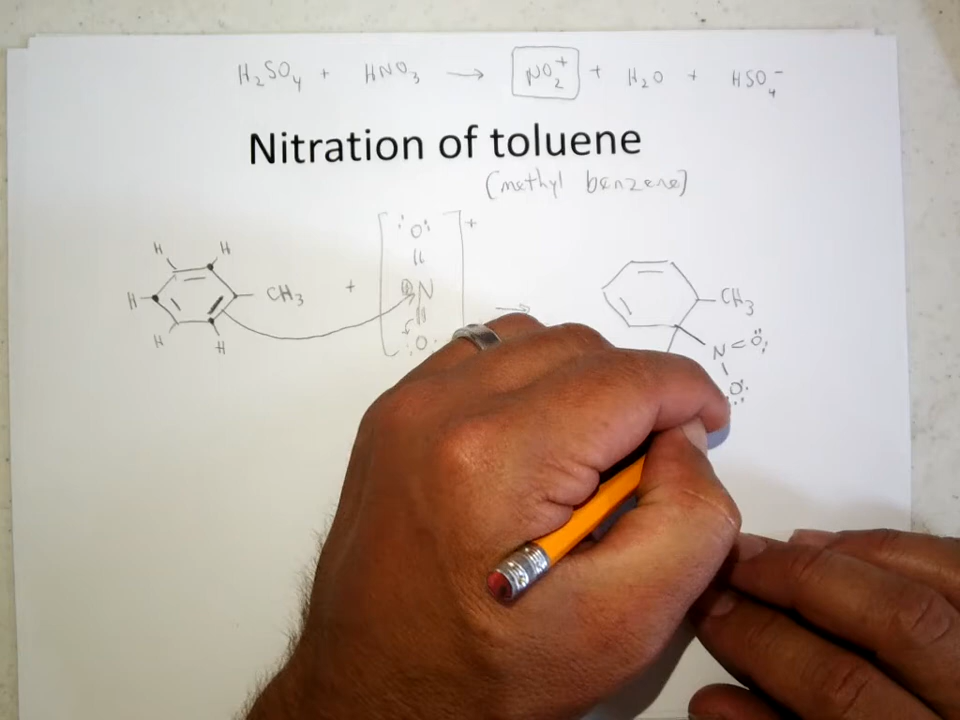 H₂SO₄ + HNO₃ → NO₂⁺ + H₂O + HSO₄⁻
Nitration of toluene
(methyl benzene)
H H
H CH₃ + [:O: = ⊕N = :O:]⁺ → CH₃
H H
N = Ö:
O